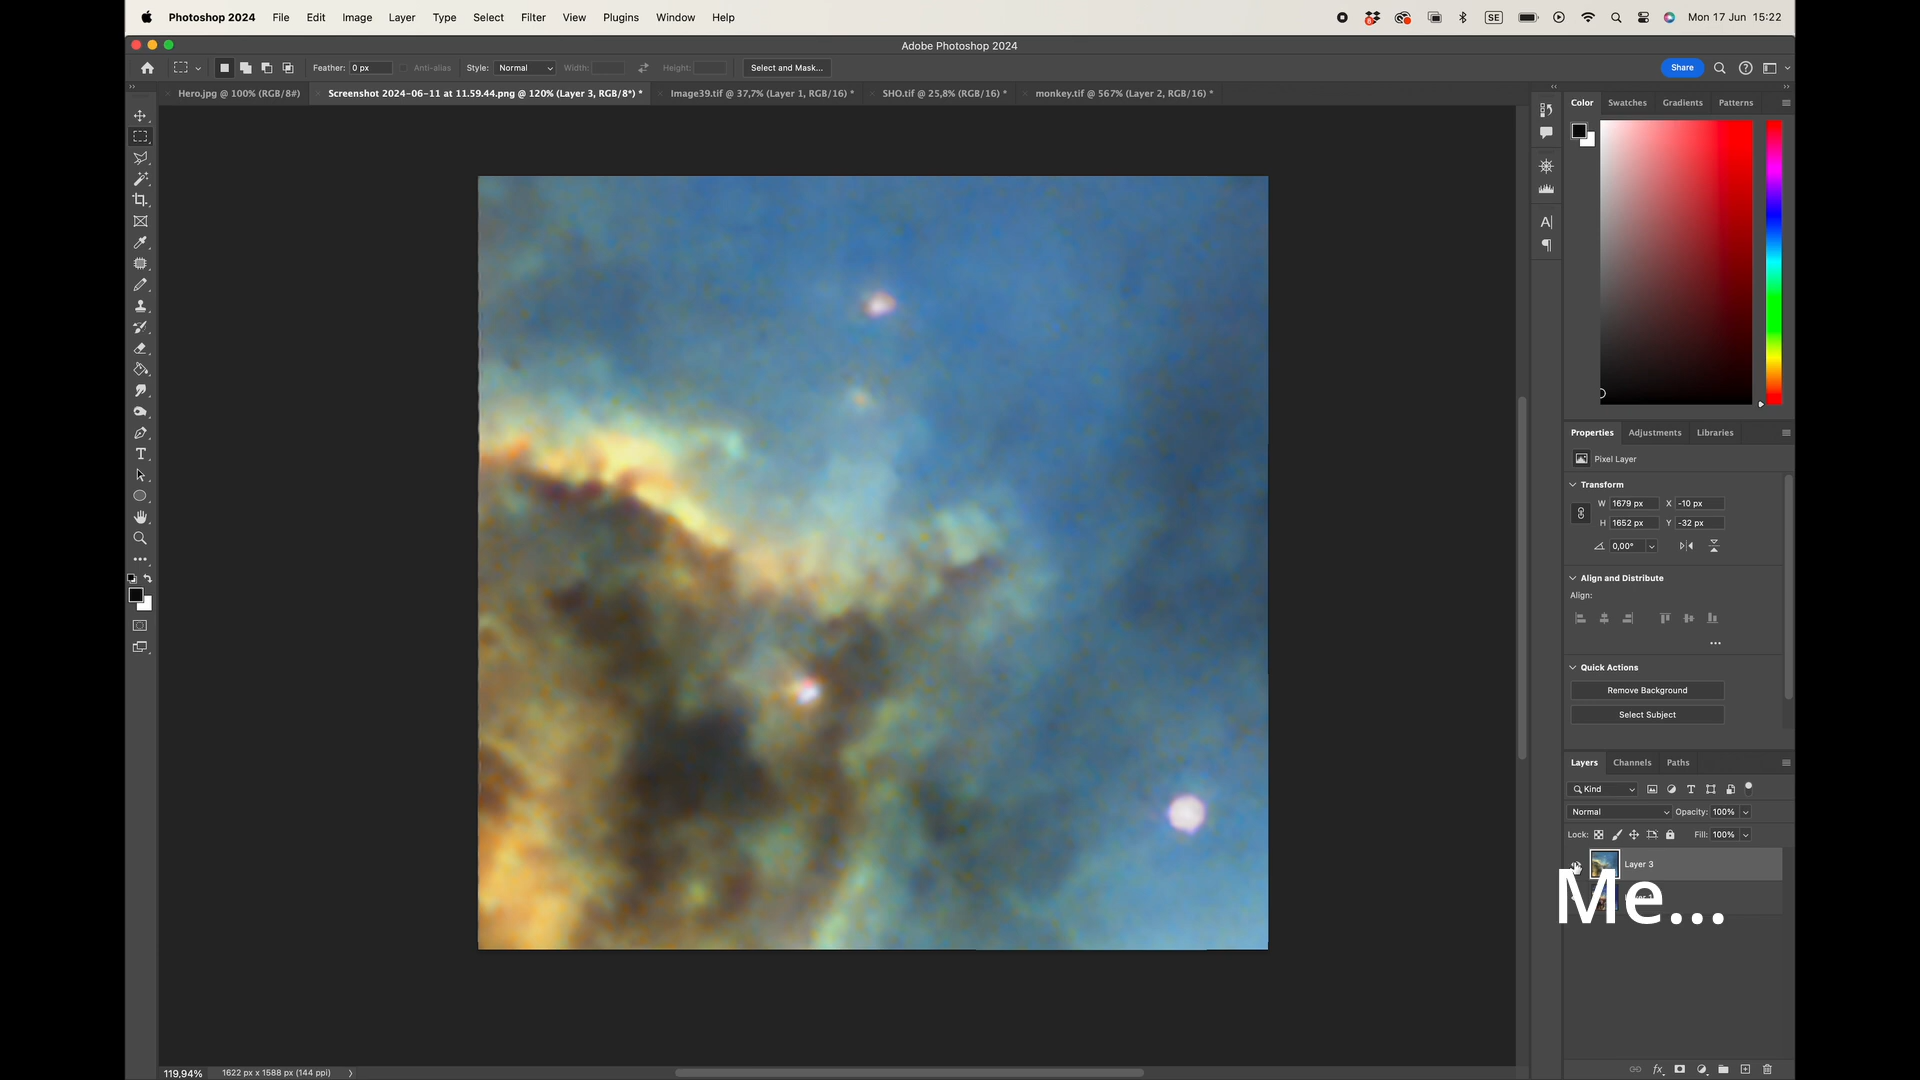 Photoshop 2024 File Edit Image Layer Type Select Filter View Plugins Window Help SE Mon 17 Jun 15:22
Adobe Photoshop 2024
Feather: 0 px Anti-alias Style: Normal Width: Height: Select and Mask... Share
Hero.jpg @ 100% (RGB/8#) Screenshot 2024-06-11 at 11.59.44.png @ 120% (Layer 3, RGB/8*) * Image39.tif @ 37,7% (Layer 1, RGB/16) * SHO.tif @ 25,8% (RGB/16) * monkey.tif @ 567% (Layer 2, RGB/16) *
Color Swatches Gradients Patterns
Properties Adjustments Libraries
Pixel Layer
Transform
W 1679 px X -10 px
H 1652 px Y -32 px
0,00°
Align and Distribute
Align:
Quick Actions
Remove Background
Select Subject
Layers Channels Paths
Kind
Normal Opacity: 100%
Lock: Fill: 100%
Layer 3
Me...
119,94% 1622 px x 1588 px (144 ppi)